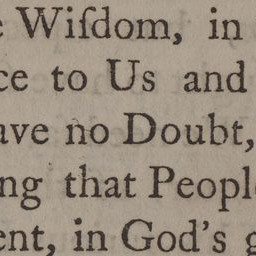 e Wiſdom, in
ce to Us and
ave no Doubt,
ng that People
ent, in God's g